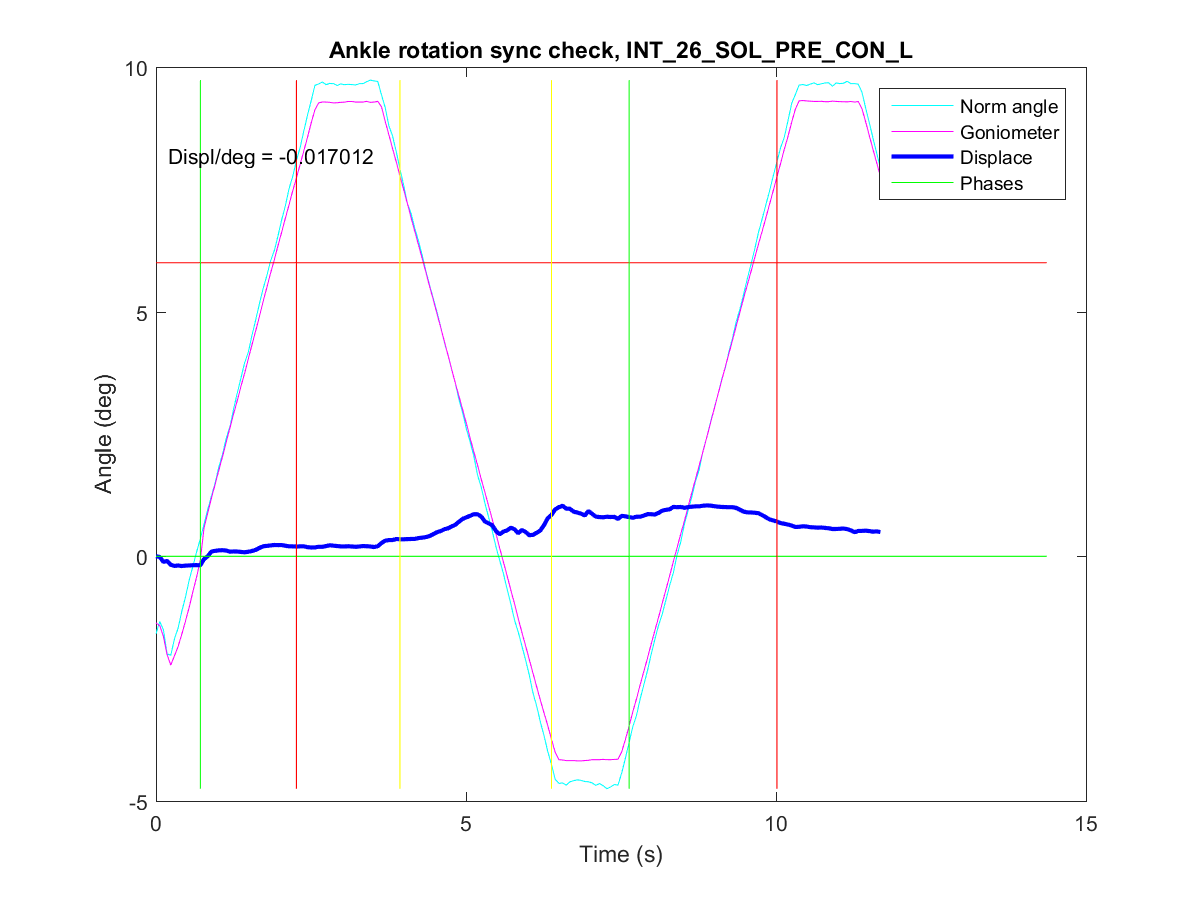 Ankle rotation sync check, INT_26_SOL_PRE_CON_L
10
Norm angle
Goniometer
Displace
Phases
Displ/deg = -0.017012
5
Angle (deg)
0
-5
0 5 10 15
Time (s)